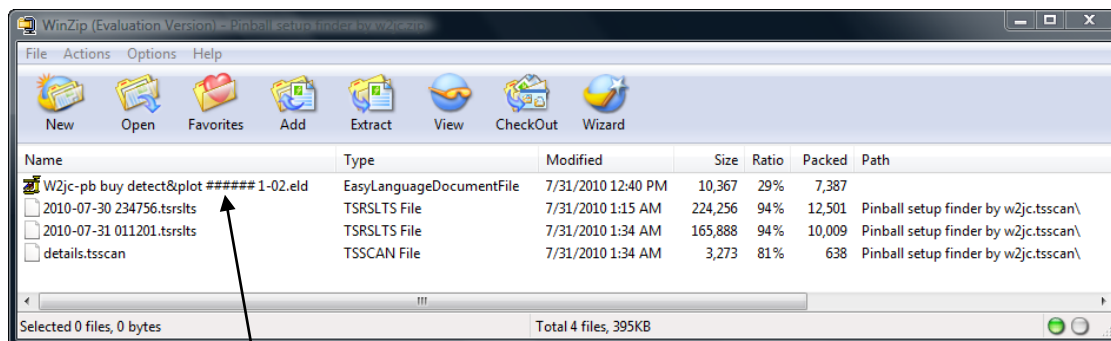 WinZip (Evaluation Version) - Pinball setup finder by w2jc.zip
File Actions Options Help
New Open Favorites Add Extract View CheckOut Wizard
Name Type Modified Size Ratio Packed Path
W2jc-pb buy detect&plot ###### 1-02.eld EasyLanguageDocumentFile 7/31/2010 12:40 PM 10,367 29% 7,387
2010-07-30 234756.tsrslts TSRSLTS File 7/31/2010 1:15 AM 224,256 94% 12,501 Pinball setup finder by w2jc.tsscan\
2010-07-31 011201.tsrslts TSRSLTS File 7/31/2010 1:34 AM 165,888 94% 10,009 Pinball setup finder by w2jc.tsscan\
details.tsscan TSSCAN File 7/31/2010 1:34 AM 3,273 81% 638 Pinball setup finder by w2jc.tsscan\
Selected 0 files, 0 bytes Total 4 files, 395KB